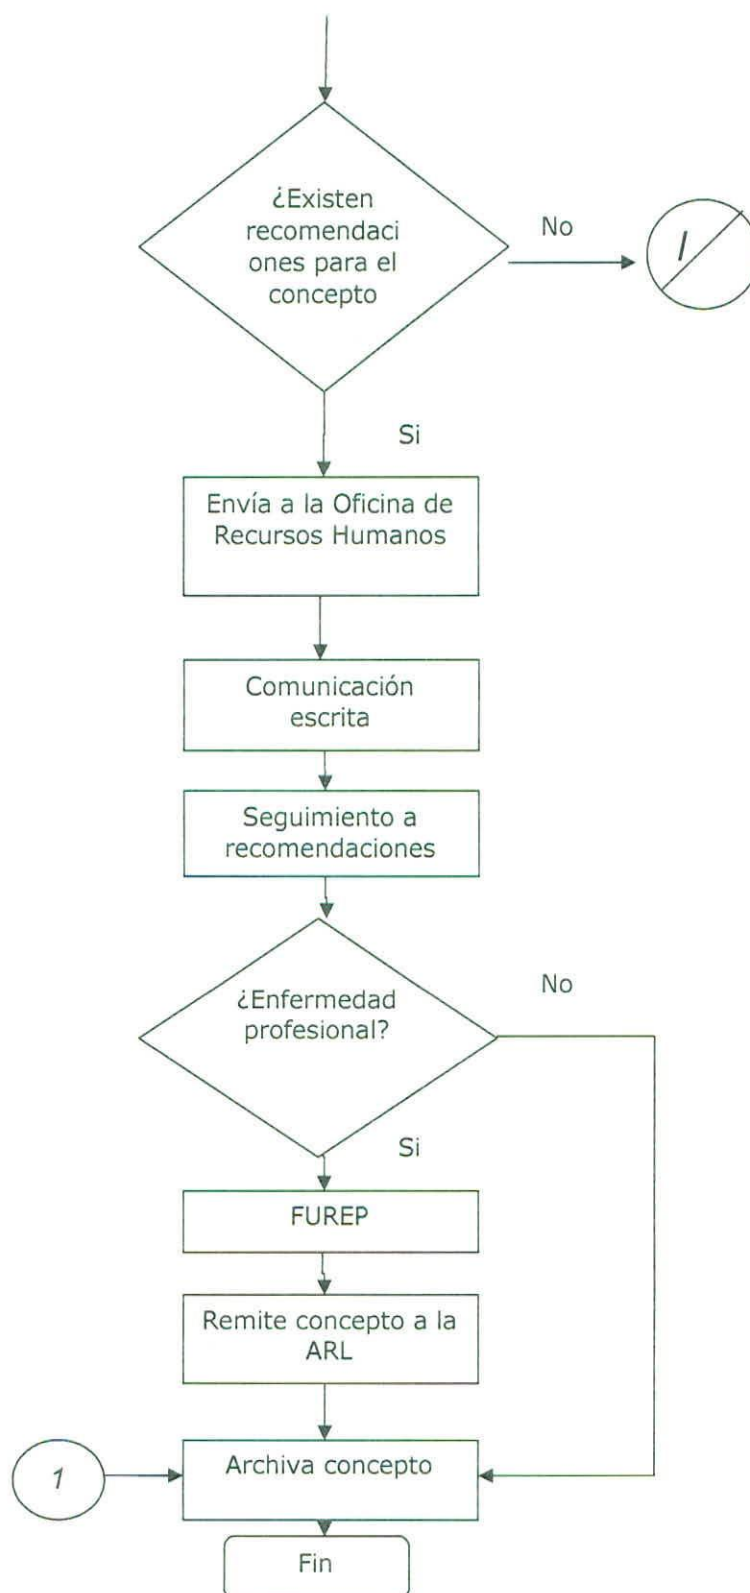 ¿Existen
recomendaci
ones para el
concepto
No
1
Si
Envía a la Oficina de
Recursos Humanos
Comunicación
escrita
Seguimiento a
recomendaciones
¿Enfermedad
profesional?
No
Si
FUREP
Remite concepto a la
ARL
1
Archiva concepto
Fin